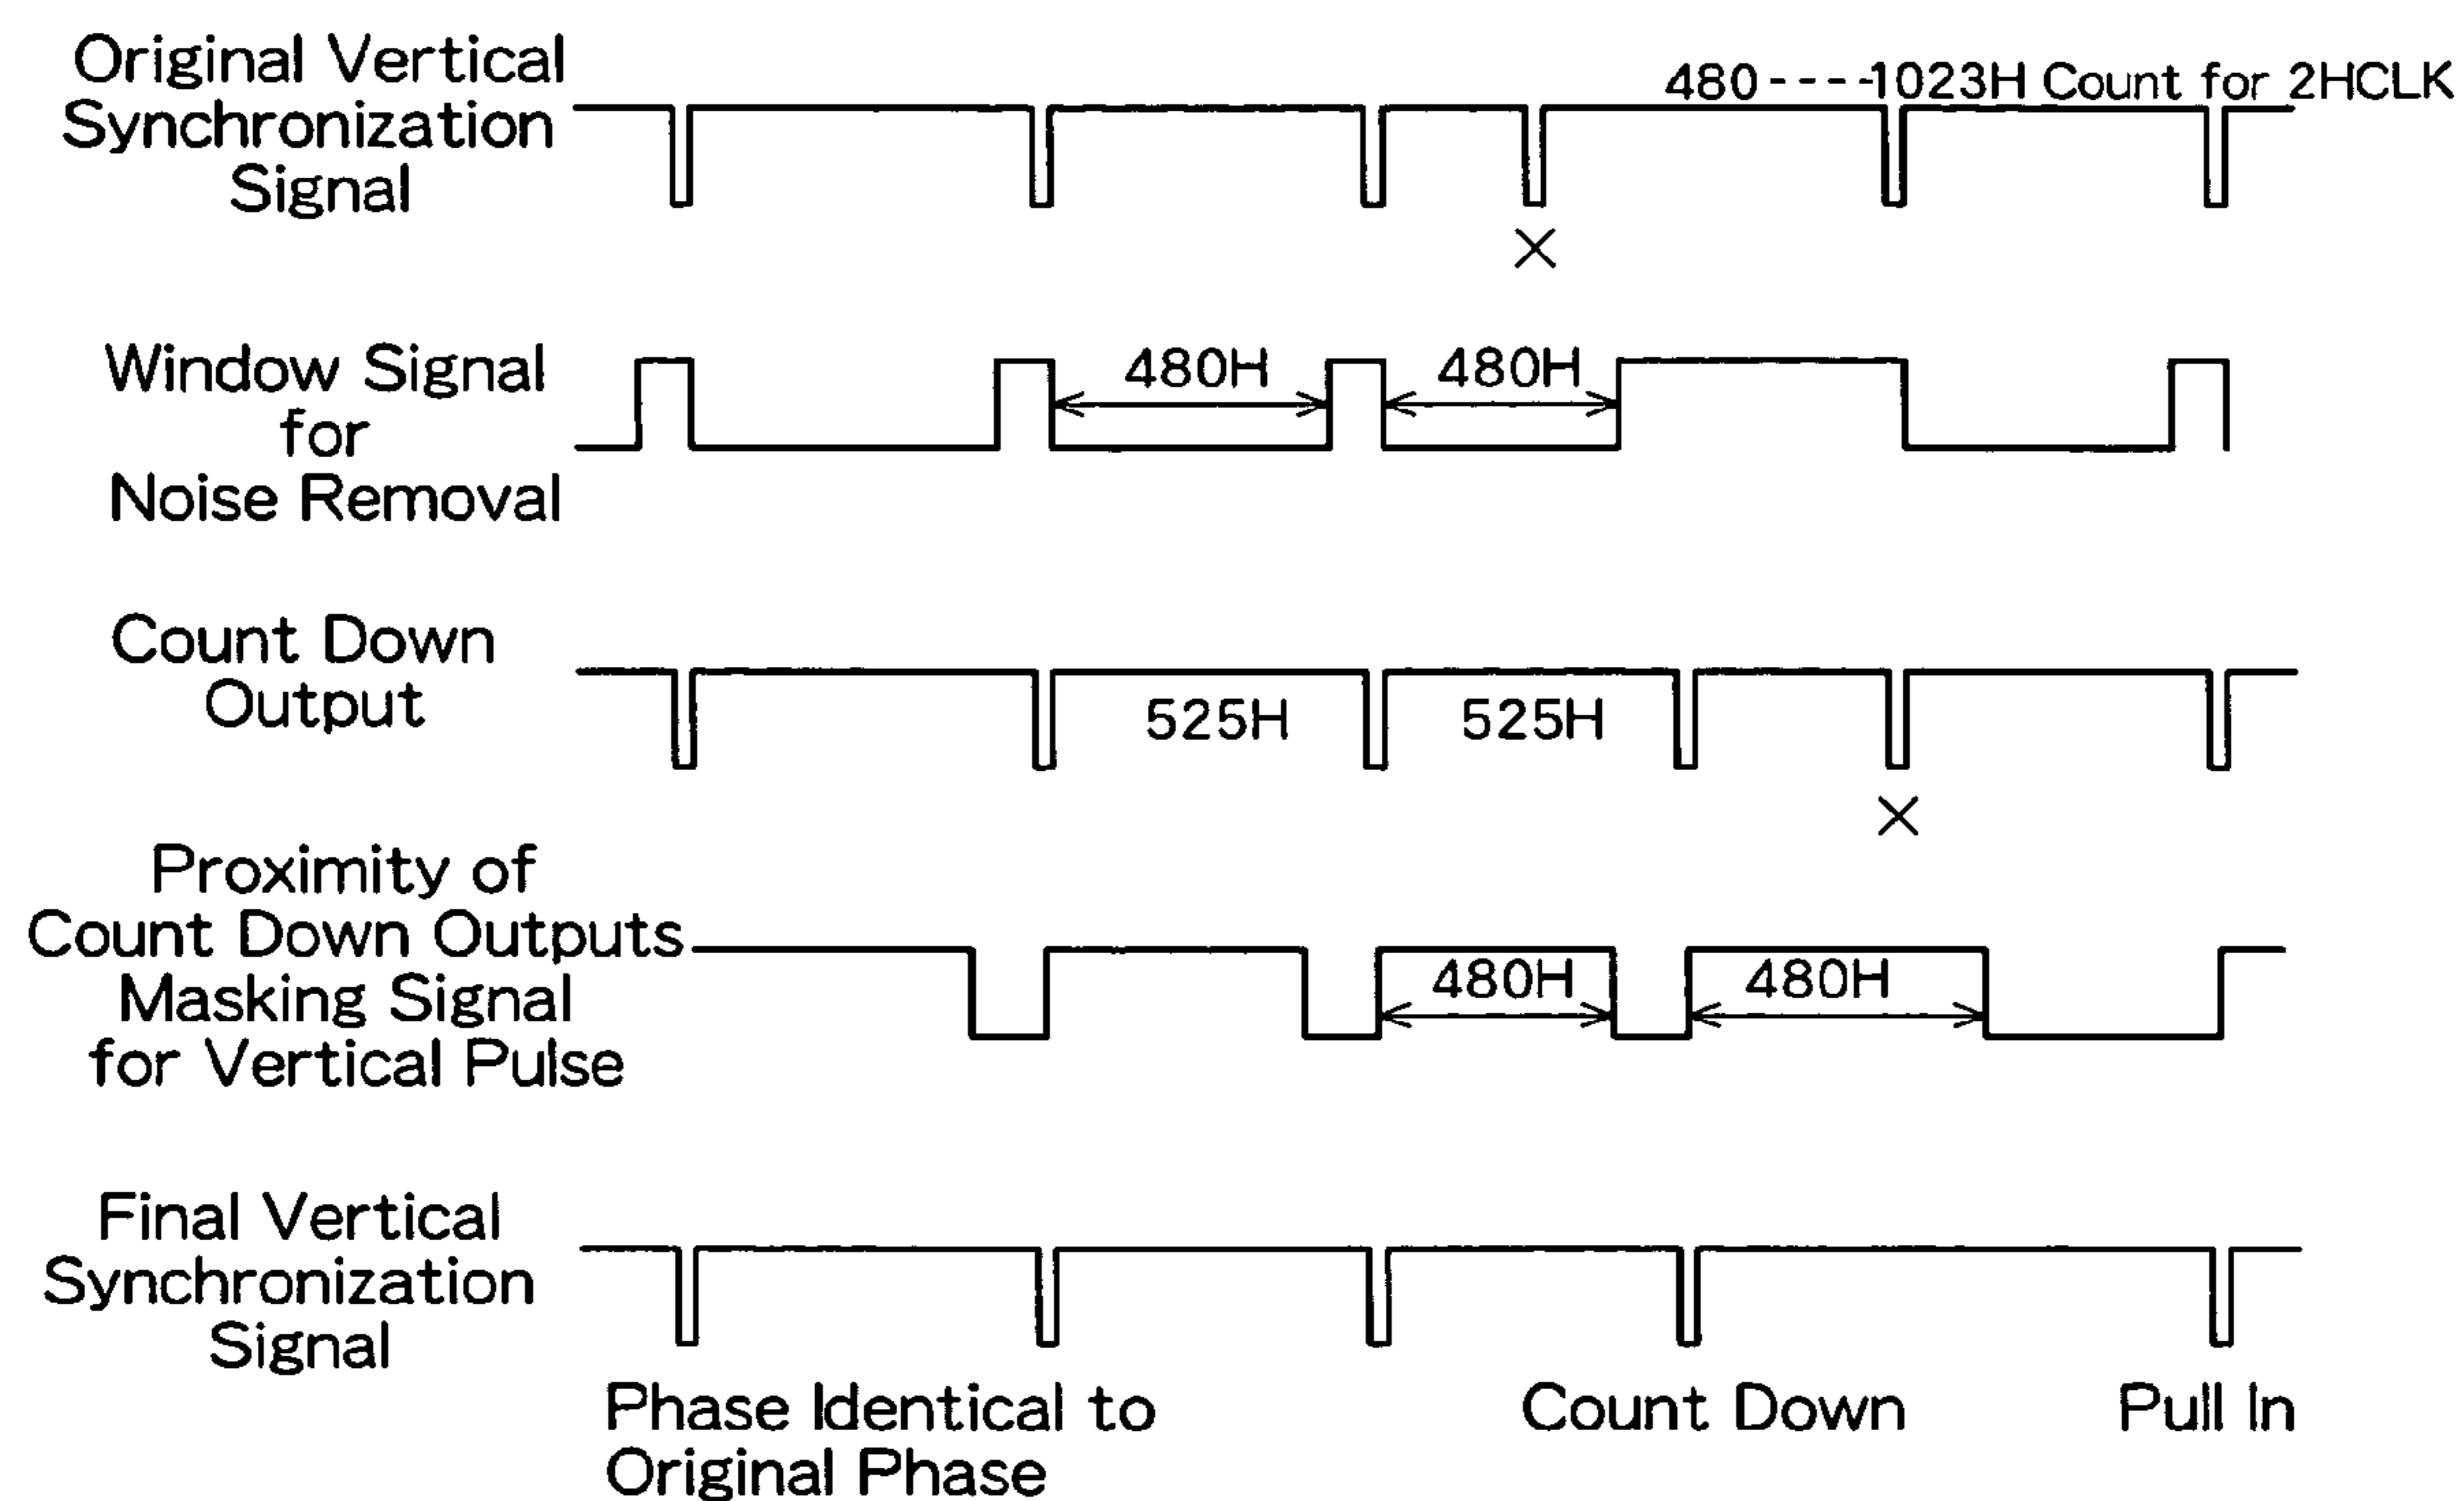 Original Vertical
Synchronization
Signal
480----1023H Count for 2HCLK
×
Window Signal
for
Noise Removal
480H
480H
Count Down
Output
525H
525H
×
Proximity of
Count Down Outputs
Masking Signal
for Vertical Pulse
480H
480H
Final Vertical
Synchronization
Signal
Phase Identical to
Original Phase
Count Down
Pull In